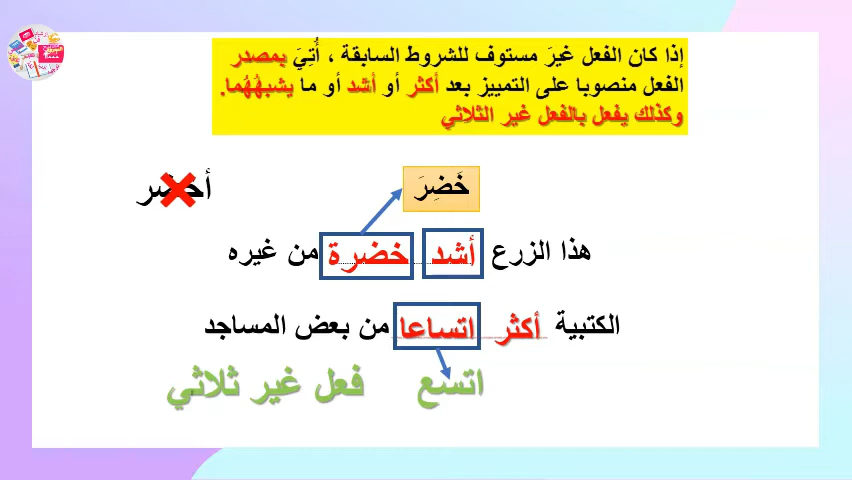 إذا كان الفعل غيرَ مستوف للشروط السابقة ، أُتِيَ بمصدر
الفعل منصوبا على التمييز بعد أكثر أو أشد أو ما يشبهُهُما.
وكذلك يفعل بالفعل غير الثلاثي
خَضِرَ أخضر
هذا الزرع أشد خضرة من غيره
الكتبية أكثر اتساعا من بعض المساجد
اتسع فعل غير ثلاثي